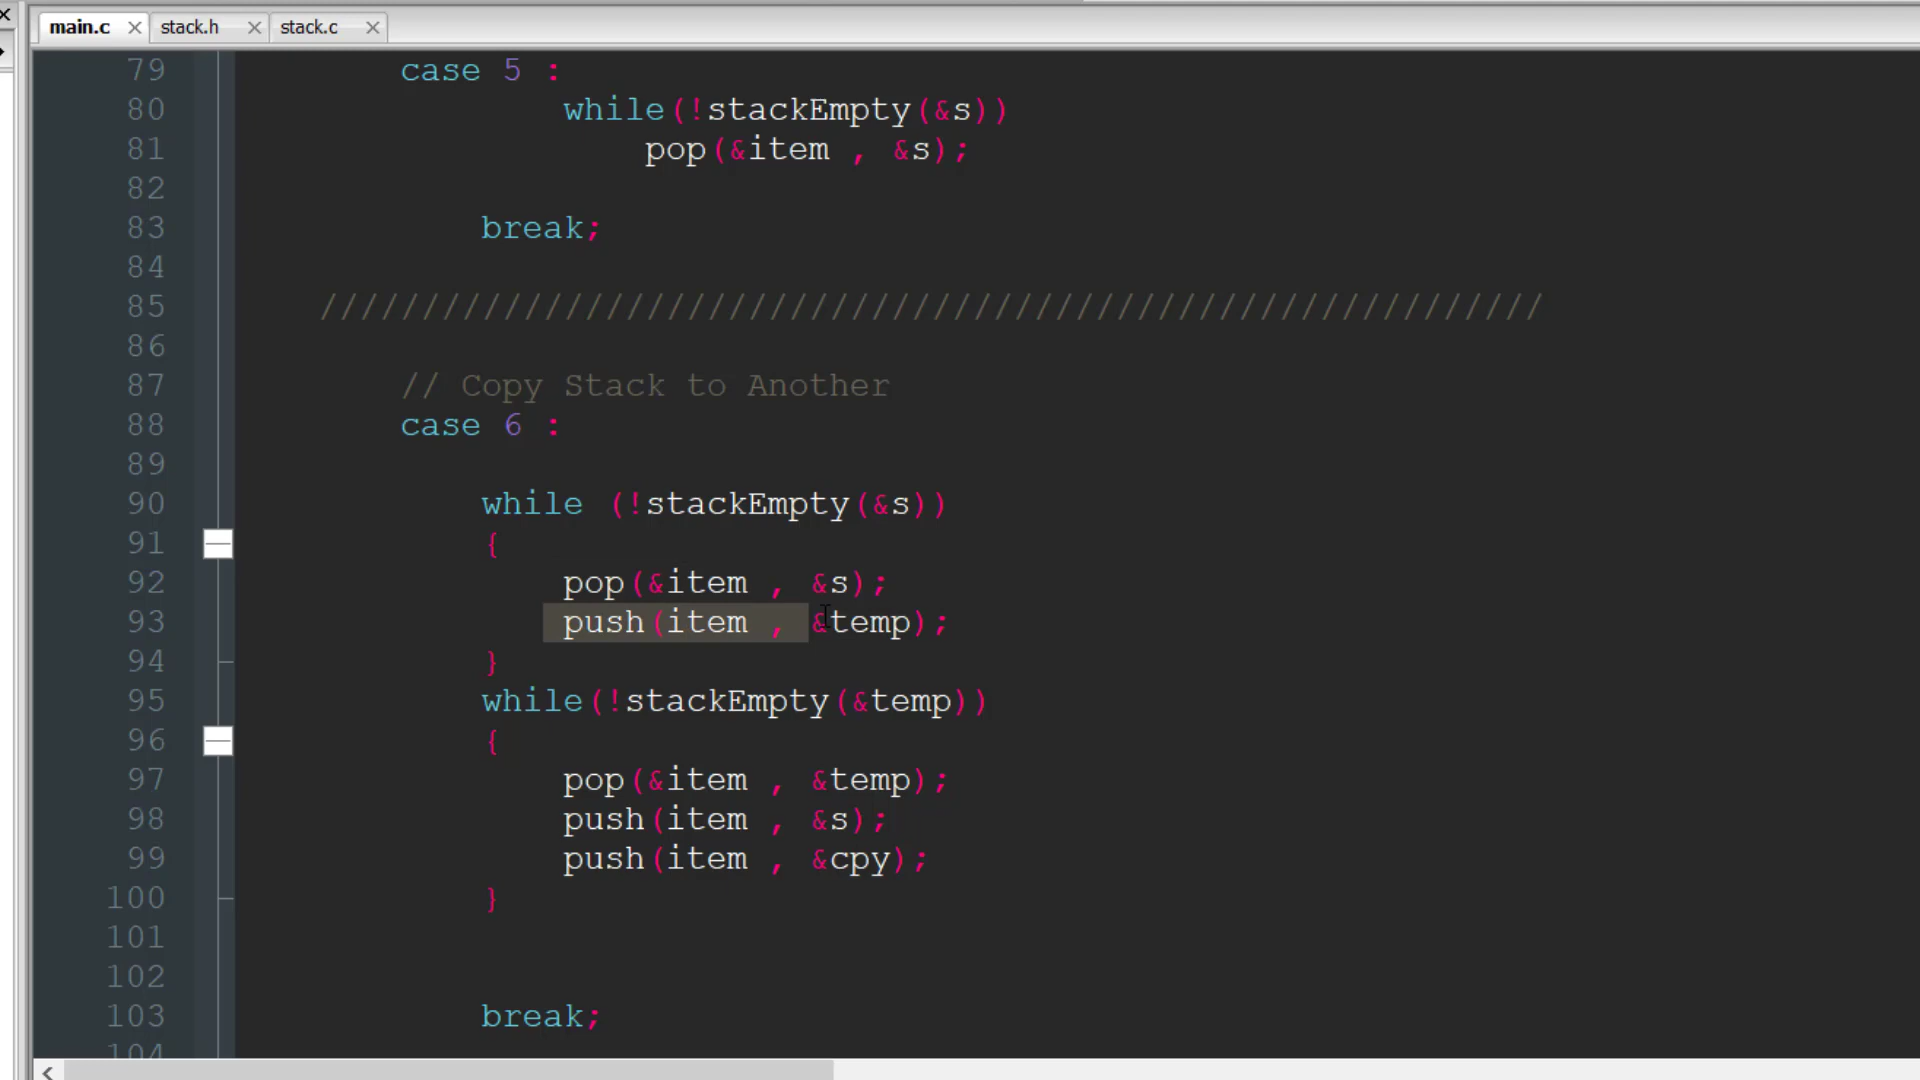 main.c stack.h stack.c
79 case 5 :
80 while(!stackEmpty(&s))
81 pop(&item , &s);
82
83 break;
84
85 ////////////////////////////////////////////////////////////
86
87 // Copy Stack to Another
88 case 6 :
89
90 while (!stackEmpty(&s))
91 {
92 pop(&item , &s);
93 push(item , &temp);
94 }
95 while(!stackEmpty(&temp))
96 {
97 pop(&item , &temp);
98 push(item , &s);
99 push(item , &cpy);
100 }
101
102
103 break;
104